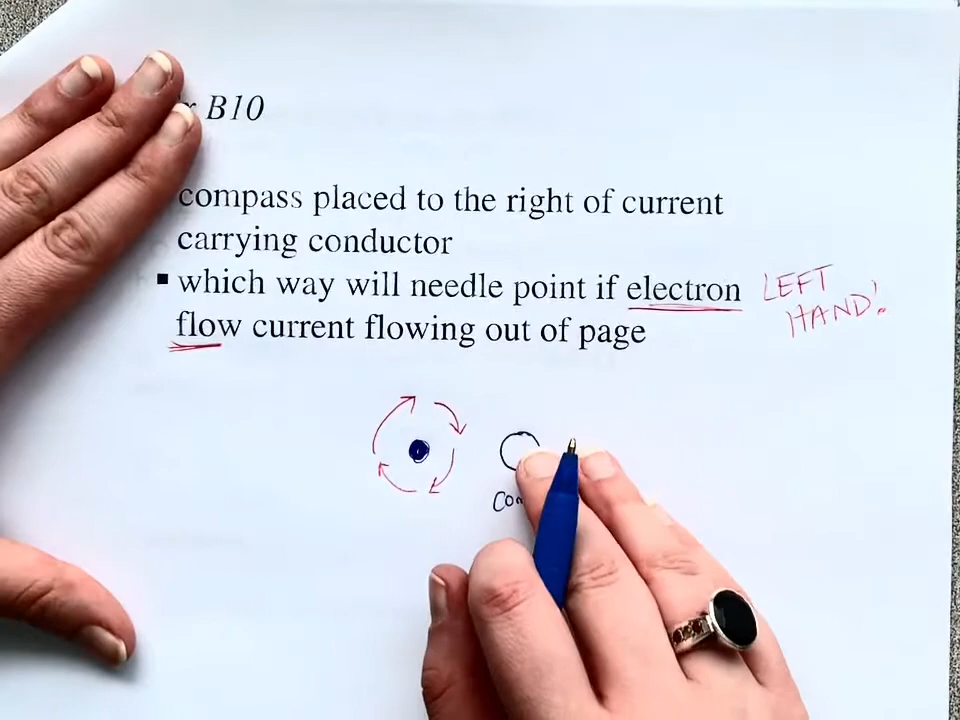 B10
compass placed to the right of current
carrying conductor
▪ which way will needle point if electron LEFT
flow current flowing out of page HAND!